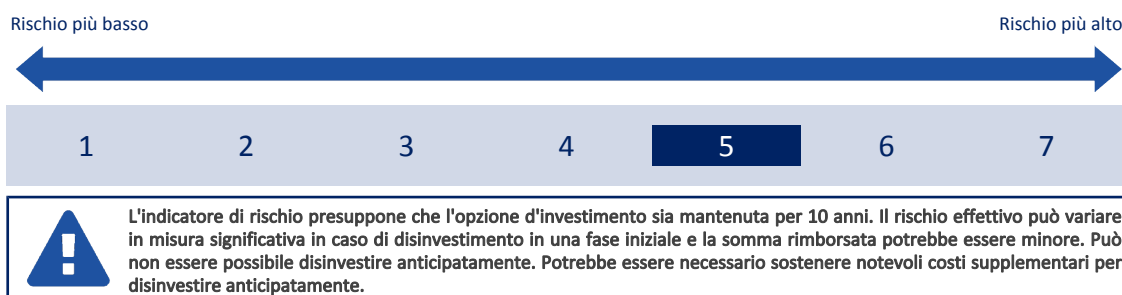 Rischio più basso Rischio più alto
1 2 3 4 5 6 7
L'indicatore di rischio presuppone che l'opzione d'investimento sia mantenuta per 10 anni. Il rischio effettivo può variare
in misura significativa in caso di disinvestimento in una fase iniziale e la somma rimborsata potrebbe essere minore. Può
non essere possibile disinvestire anticipatamente. Potrebbe essere necessario sostenere notevoli costi supplementari per
disinvestire anticipatamente.